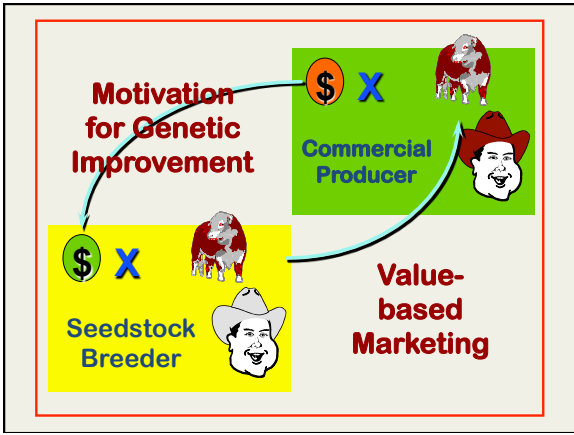 Motivation
for Genetic
Improvement
$ X
Commercial
Producer
$ X
Seedstock
Breeder
Value-
based
Marketing